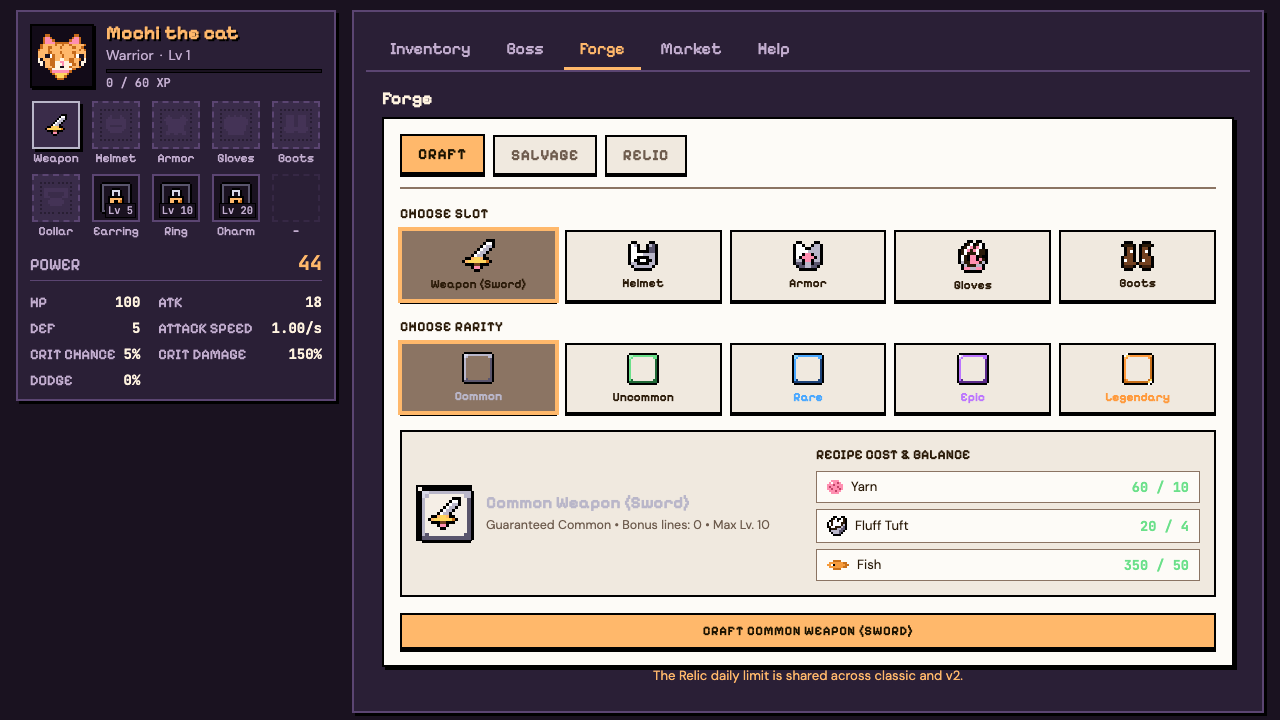 Mochi the cat
Warrior · Lv 1
0 / 60 XP
Weapon Helmet Armor Gloves Boots
Lv 5 Lv 10 Lv 20
Collar Earring Ring Charm -
POWER 44
HP 100 ATK 18
DEF 5 ATTACK SPEED 1.00/s
CRIT CHANCE 5% CRIT DAMAGE 150%
DODGE 0%
Inventory Boss Forge Market Help
Forge
CRAFT SALVAGE RELIC
CHOOSE SLOT
Weapon (Sword) Helmet Armor Gloves Boots
CHOOSE RARITY
Common Uncommon Rare Epic Legendary
Common Weapon (Sword)
Guaranteed Common • Bonus lines: 0 • Max Lv. 10
RECIPE COST & BALANCE
Yarn 60 / 10
Fluff Tuft 20 / 4
Fish 350 / 50
CRAFT COMMON WEAPON (SWORD)
The Relic daily limit is shared across classic and v2.